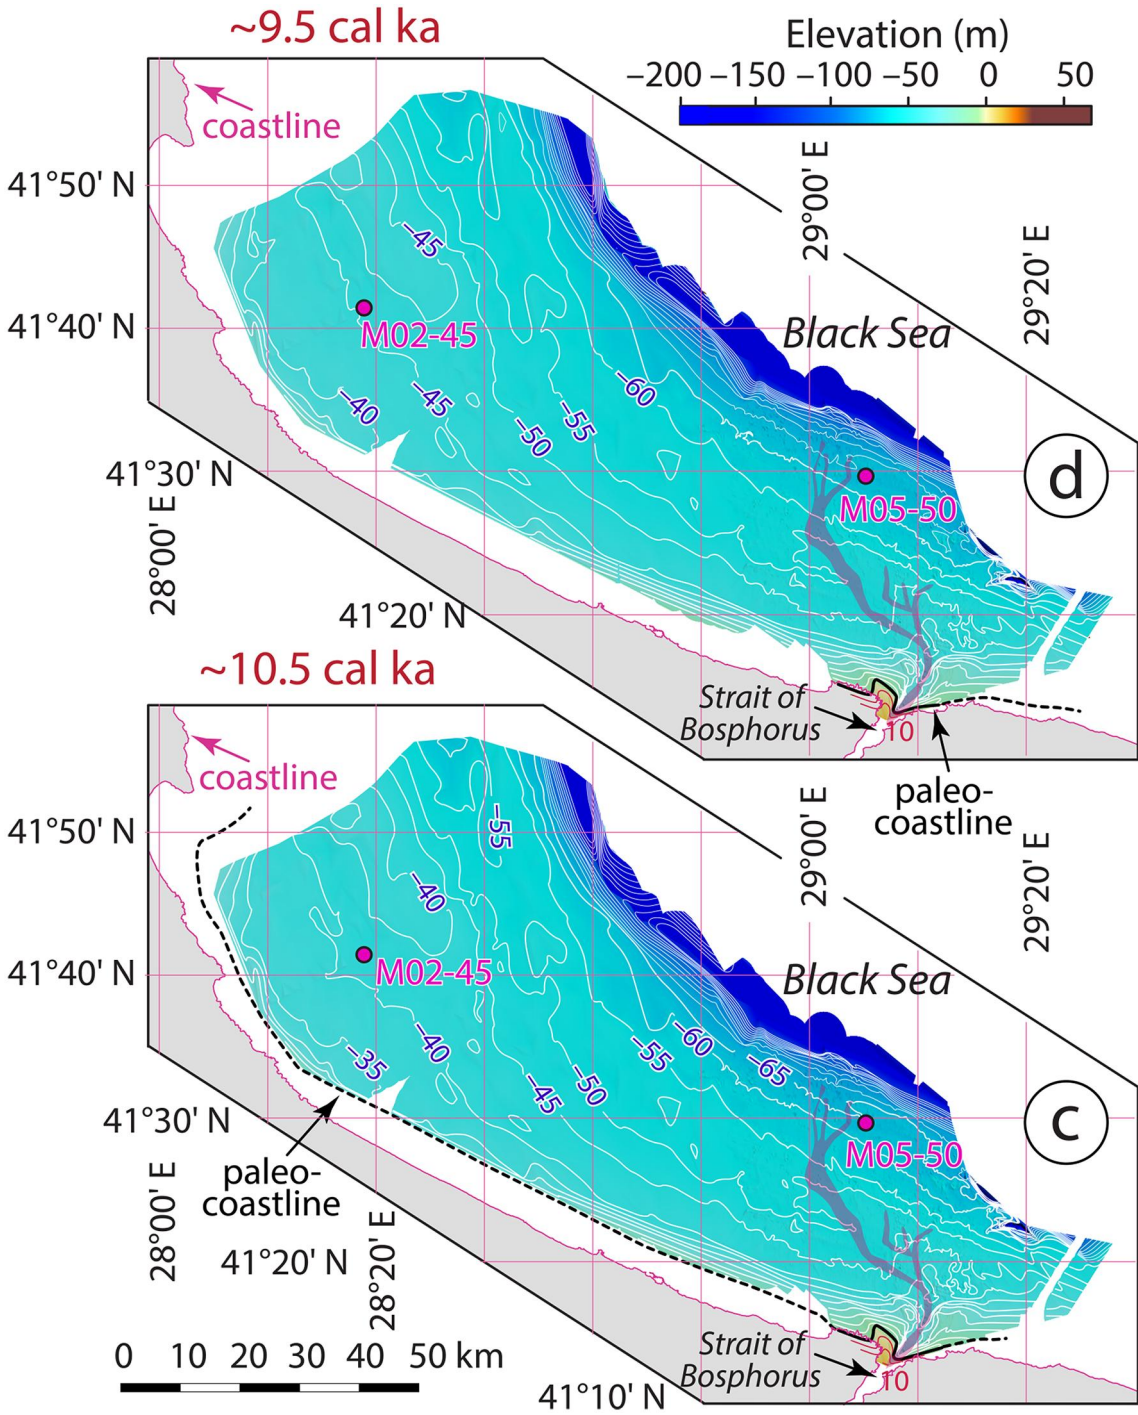 ~9.5 cal ka
Elevation (m)
−200 −150 −100 −50 0 50
coastline
41°50' N
29°00' E
29°20' E
−45
41°40' N
M02-45
Black Sea
−40
−45
−60
−55
−50
41°30' N
M05-50
d
28°00' E
41°20' N
Strait of
Bosphorus
10
paleo-
coastline
~10.5 cal ka
coastline
41°50' N
29°00' E
29°20' E
−55
−40
41°40' N
M02-45
Black Sea
−35
−40
−45
−50
−55
−60
−65
41°30' N
M05-50
c
paleo-
coastline
28°00' E
41°20' N
28°20' E
Strait of
Bosphorus
10
0 10 20 30 40 50 km
41°10' N